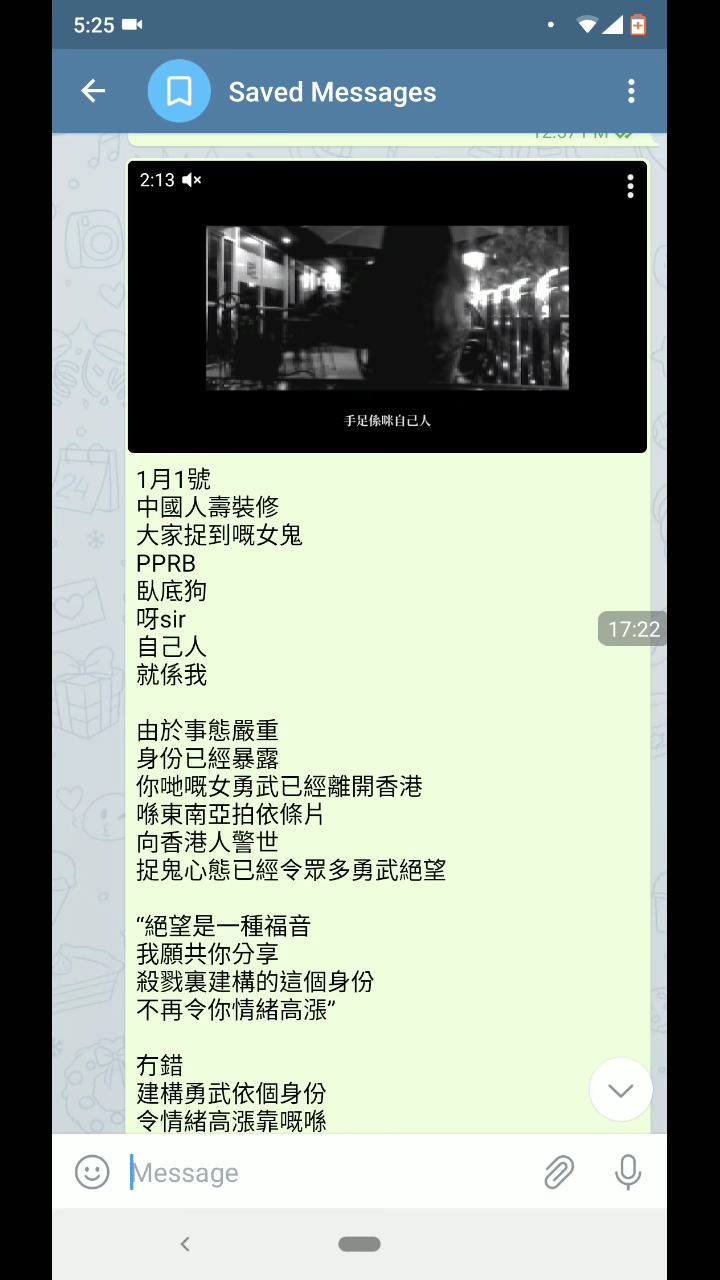 5:25
Saved Messages
12:37 PM
2:13
手足係咪自己人
1月1號
中國人壽裝修
大家捉到嘅女鬼
PPRB
臥底狗
呀sir
自己人
就係我
17:22
由於事態嚴重
身份已經暴露
你哋嘅女勇武已經離開香港
喺東南亞拍依條片
向香港人警世
捉鬼心態已經令眾多勇武絕望
“絕望是一種福音
我願共你分享
殺戮裏建構的這個身份
不再令你情緒高漲”
冇錯
建構勇武依個身份
令情緒高漲靠嘅喺
Message